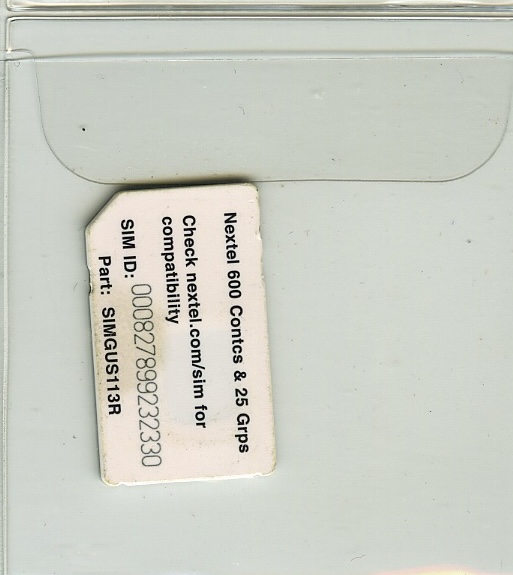 Nextel 600 Contcs & 25 Grps
Check nextel.com/sim for
compatibility
SIM ID: 000827899232330
Part: SIMGUS113R